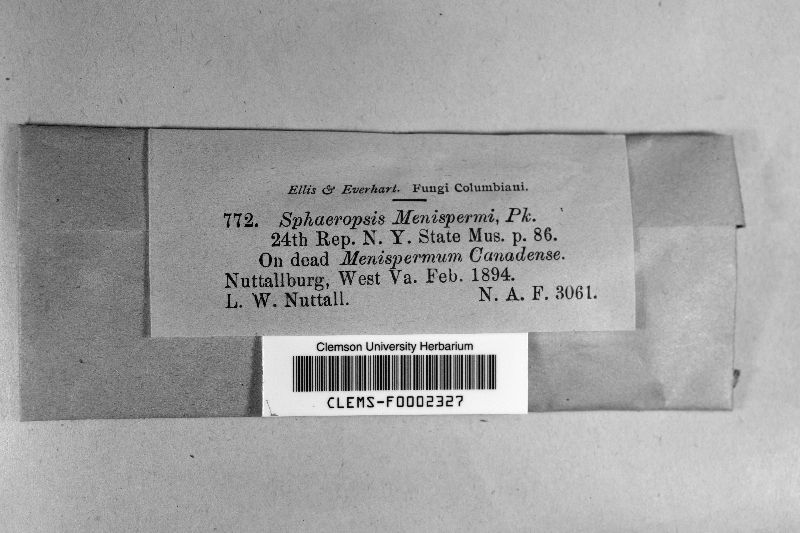 Ellis & Everhart. Fungi Columbiani.
772. Sphaeropsis Menispermi, Pk.
24th Rep. N. Y. State Mus. p. 86.
On dead Menispermum Canadense.
Nuttallburg, West Va. Feb. 1894.
L. W. Nuttall. N. A. F. 3061.
Clemson University Herbarium
CLEMS-F0002327